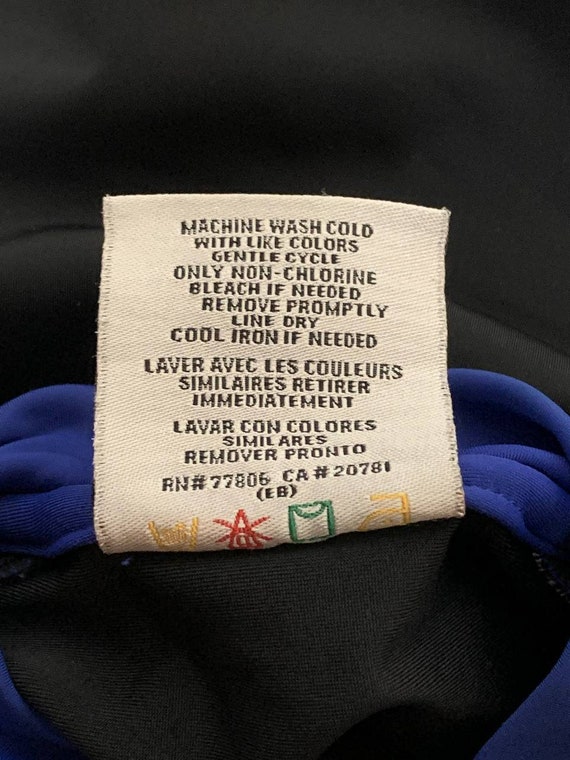 MACHINE WASH COLD
WITH LIKE COLORS
GENTLE CYCLE
ONLY NON-CHLORINE
BLEACH IF NEEDED
REMOVE PROMPTLY
LINE DRY
COOL IRON IF NEEDED
LAVER AVEC LES COULEURS
SIMILAIRES RETIRER
IMMEDIATEMENT
LAVAR CON COLORES
SIMILARES
REMOVER PRONTO
RN#77806 CA#20781
(EB)